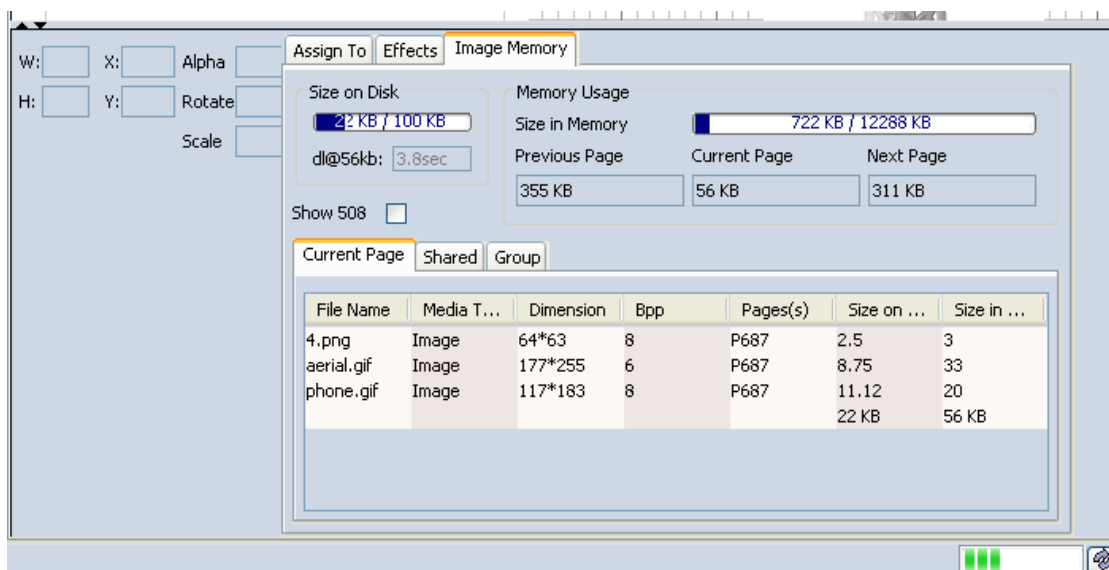 Assign To Effects Image Memory
W: X: Alpha
H: Y: Rotate
Scale
Size on Disk
22 KB / 100 KB
dl@56kb: 3.8sec
Show 508
Memory Usage
Size in Memory 722 KB / 12288 KB
Previous Page Current Page Next Page
355 KB 56 KB 311 KB
Current Page Shared Group
File Name Media T... Dimension Bpp Pages(s) Size on ... Size in ...
4.png Image 64*63 8 P687 2.5 3
aerial.gif Image 177*255 6 P687 8.75 33
phone.gif Image 117*183 8 P687 11.12 20
22 KB 56 KB